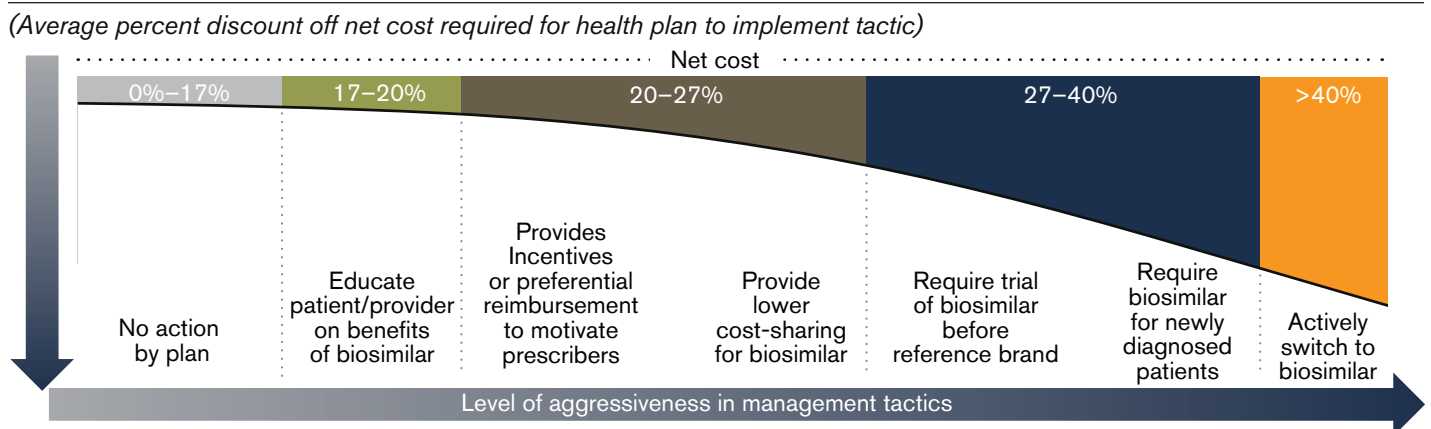 (Average percent discount off net cost required for health plan to implement tactic)
Net cost
0%–17%
17–20%
20–27%
27–40%
>40%
No action
by plan
Educate
patient/provider
on benefits
of biosimilar
Provides
Incentives
or preferential
reimbursement
to motivate
prescribers
Provide
lower
cost-sharing
for biosimilar
Require trial
of biosimilar
before
reference brand
Require
biosimilar
for newly
diagnosed
patients
Actively
switch to
biosimilar
Level of aggressiveness in management tactics